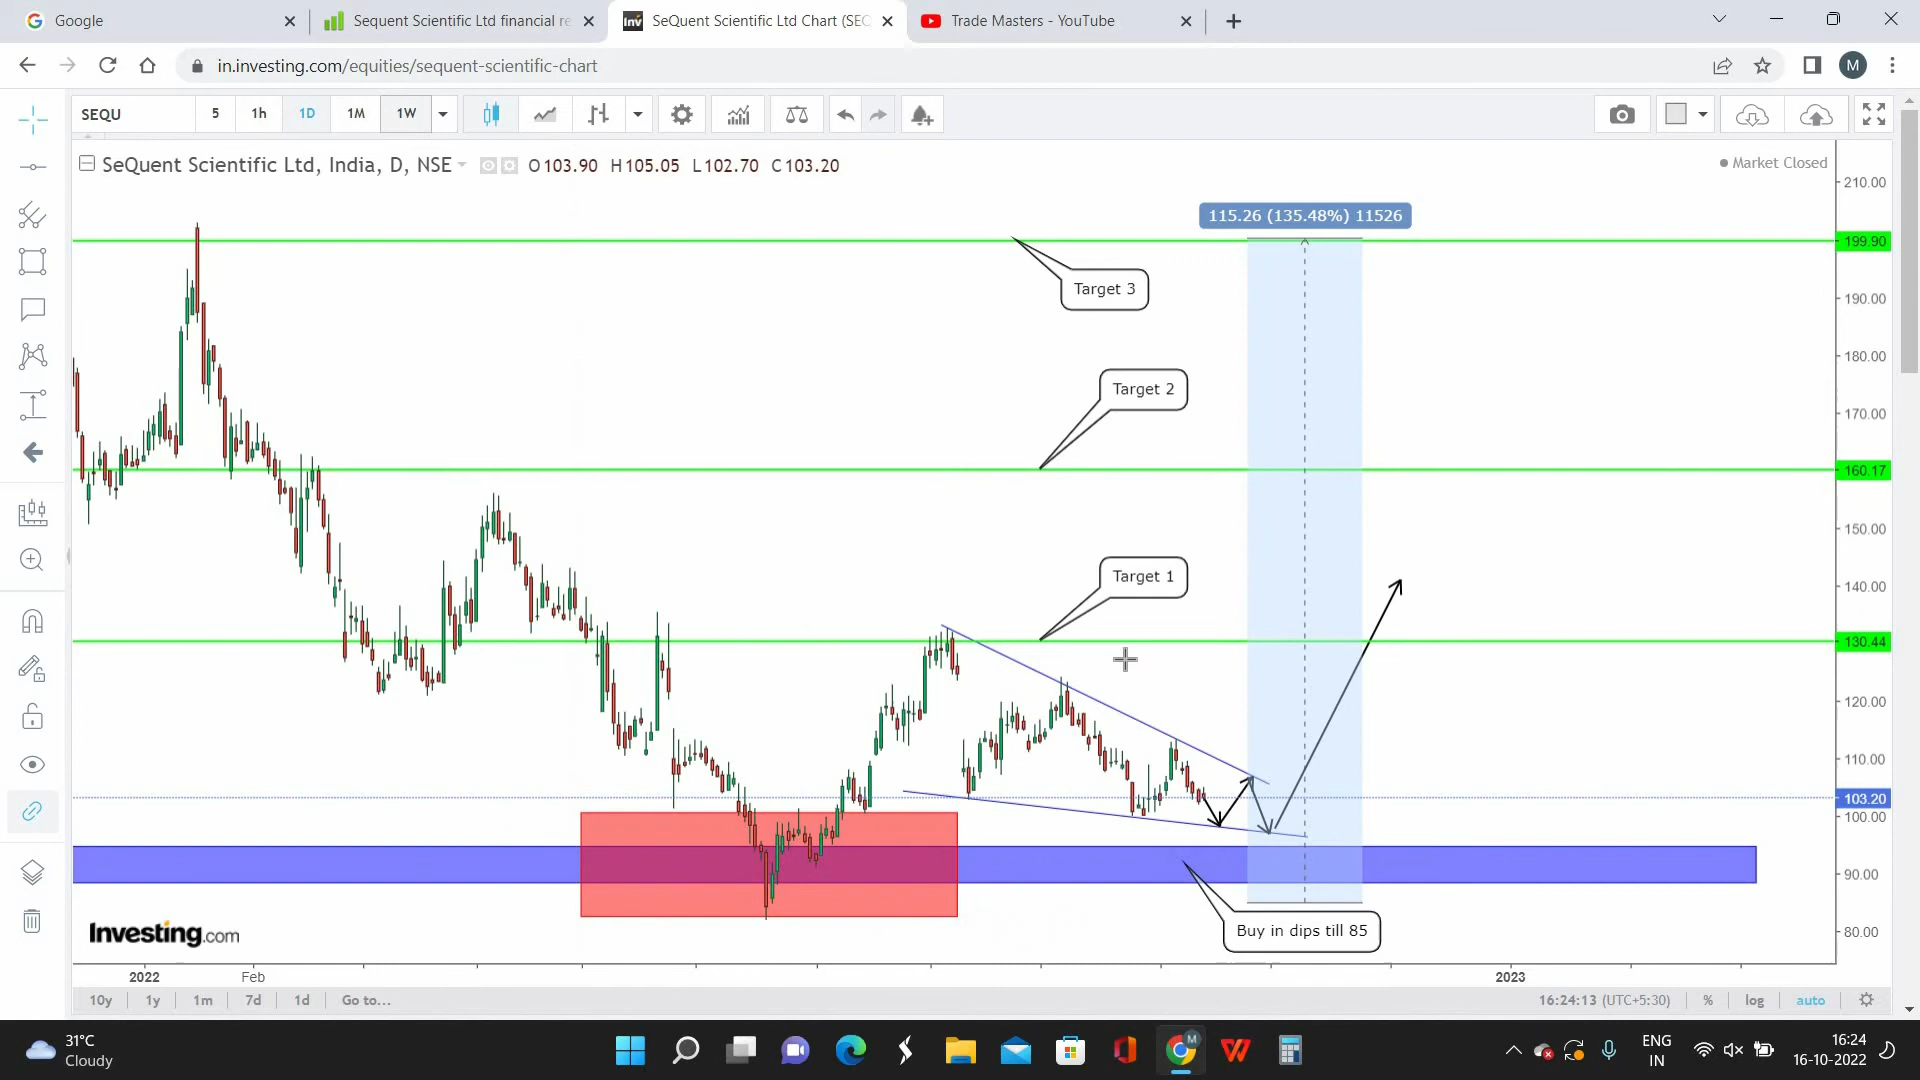 Google
Sequent Scientific Ltd financial re
SeQuent Scientific Ltd Chart (SEQ
Trade Masters - YouTube
in.investing.com/equities/sequent-scientific-chart
M
SEQU 5 1h 1D 1M 1W
SeQuent Scientific Ltd, India, D, NSE O103.90 H105.05 L102.70 C103.20
Market Closed
210.00
115.26 (135.48%) 11526
199.90
Target 3
190.00
180.00
Target 2
170.00
160.17
150.00
Target 1
140.00
130.44
120.00
110.00
103.20
100.00
90.00
Buy in dips till 85
80.00
Investing.com
2022 Feb 2023
10y 1y 1m 7d 1d Go to... 16:24:13 (UTC+5:30) % log auto
31°C
Cloudy
ENG
IN
16:24
16-10-2022